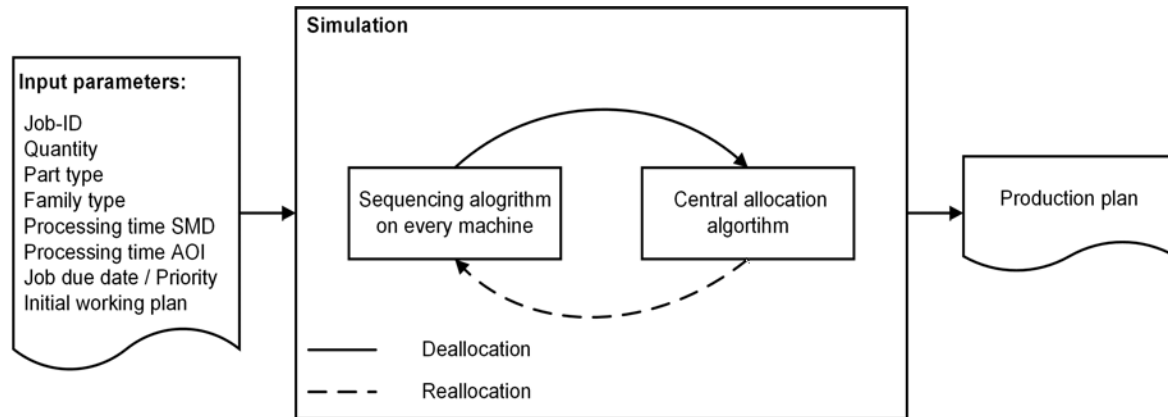 Simulation
Input parameters:
Job-ID
Quantity
Part type
Family type
Processing time SMD
Processing time AOI
Job due date / Priority
Initial working plan
Sequencing alogrithm
on every machine
Central allocation
algortihm
Production plan
Deallocation
Reallocation